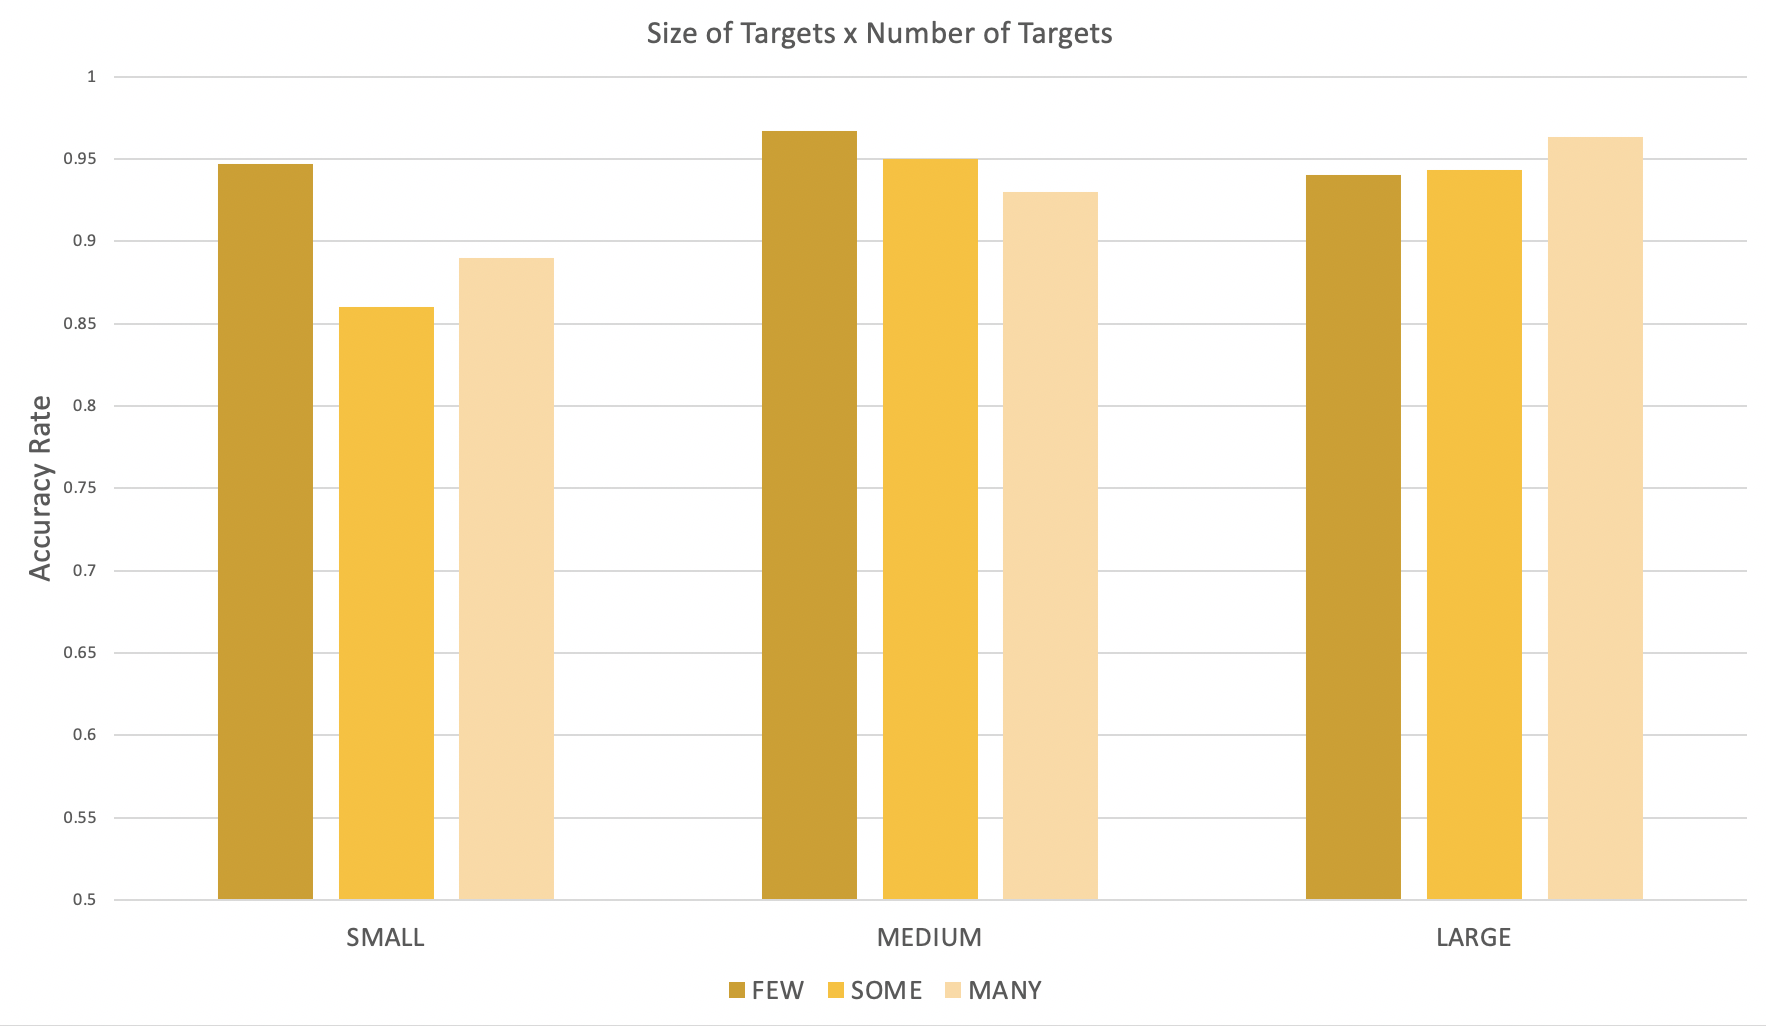 Size of Targets x Number of Targets
1
0.95
0.9
0.85
0.8
0.75
0.7
0.65
0.6
0.55
0.5
Accuracy Rate
SMALL MEDIUM LARGE
FEW SOME MANY